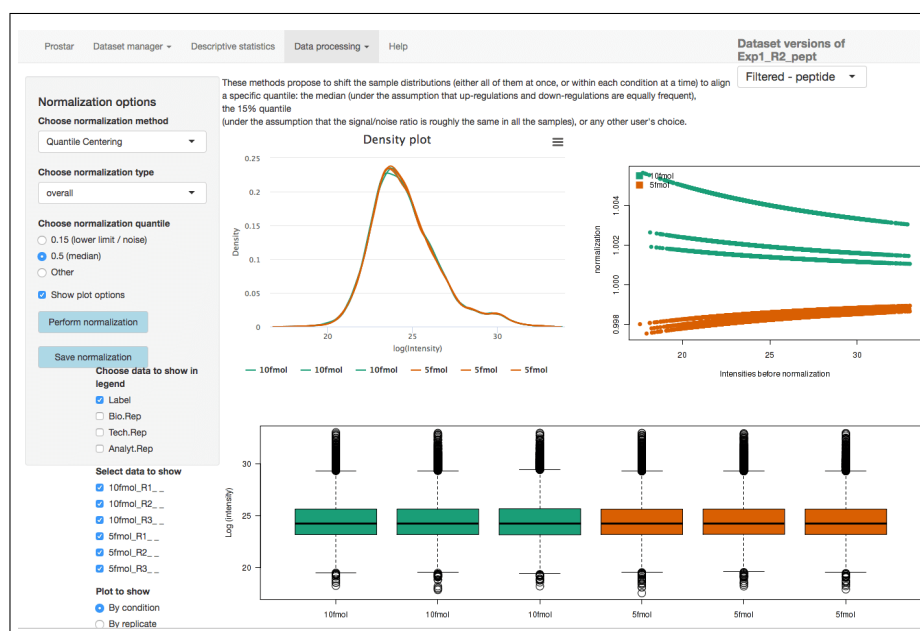 Prostar Dataset manager Descriptive statistics Data processing Help
Dataset versions of
Exp1_R2_pept
Filtered - peptide
These methods propose to shift the sample distributions (either all of them at once, or within each condition at a time) to align
a specific quantile: the median (under the assumption that up-regulations and down-regulations are equally frequent),
the 15% quantile
(under the assumption that the signal/noise ratio is roughly the same in all the samples), or any other user's choice.
Normalization options
Choose normalization method
Quantile Centering
Choose normalization type
overall
Choose normalization quantile
0.15 (lower limit / noise)
0.5 (median)
Other
Show plot options
Perform normalization
Save normalization
Choose data to show in
legend
Label
Bio.Rep
Tech.Rep
Analyt.Rep
Select data to show
10fmol_R1_ _
10fmol_R2_ _
10fmol_R3_ _
5fmol_R1_ _
5fmol_R2_ _
5fmol_R3_ _
Plot to show
By condition
By replicate
Density plot
0.25
0.2
0.15
0.1
0.05
0
Density
20 25 30
log(Intensity)
10fmol 10fmol 10fmol 5fmol 5fmol 5fmol
10fmol
5fmol
normalization
1.004
1.002
1.000
0.998
20 25 30
Intensities before normalization
Log (intensity)
30
25
20
10fmol 10fmol 10fmol 5fmol 5fmol 5fmol